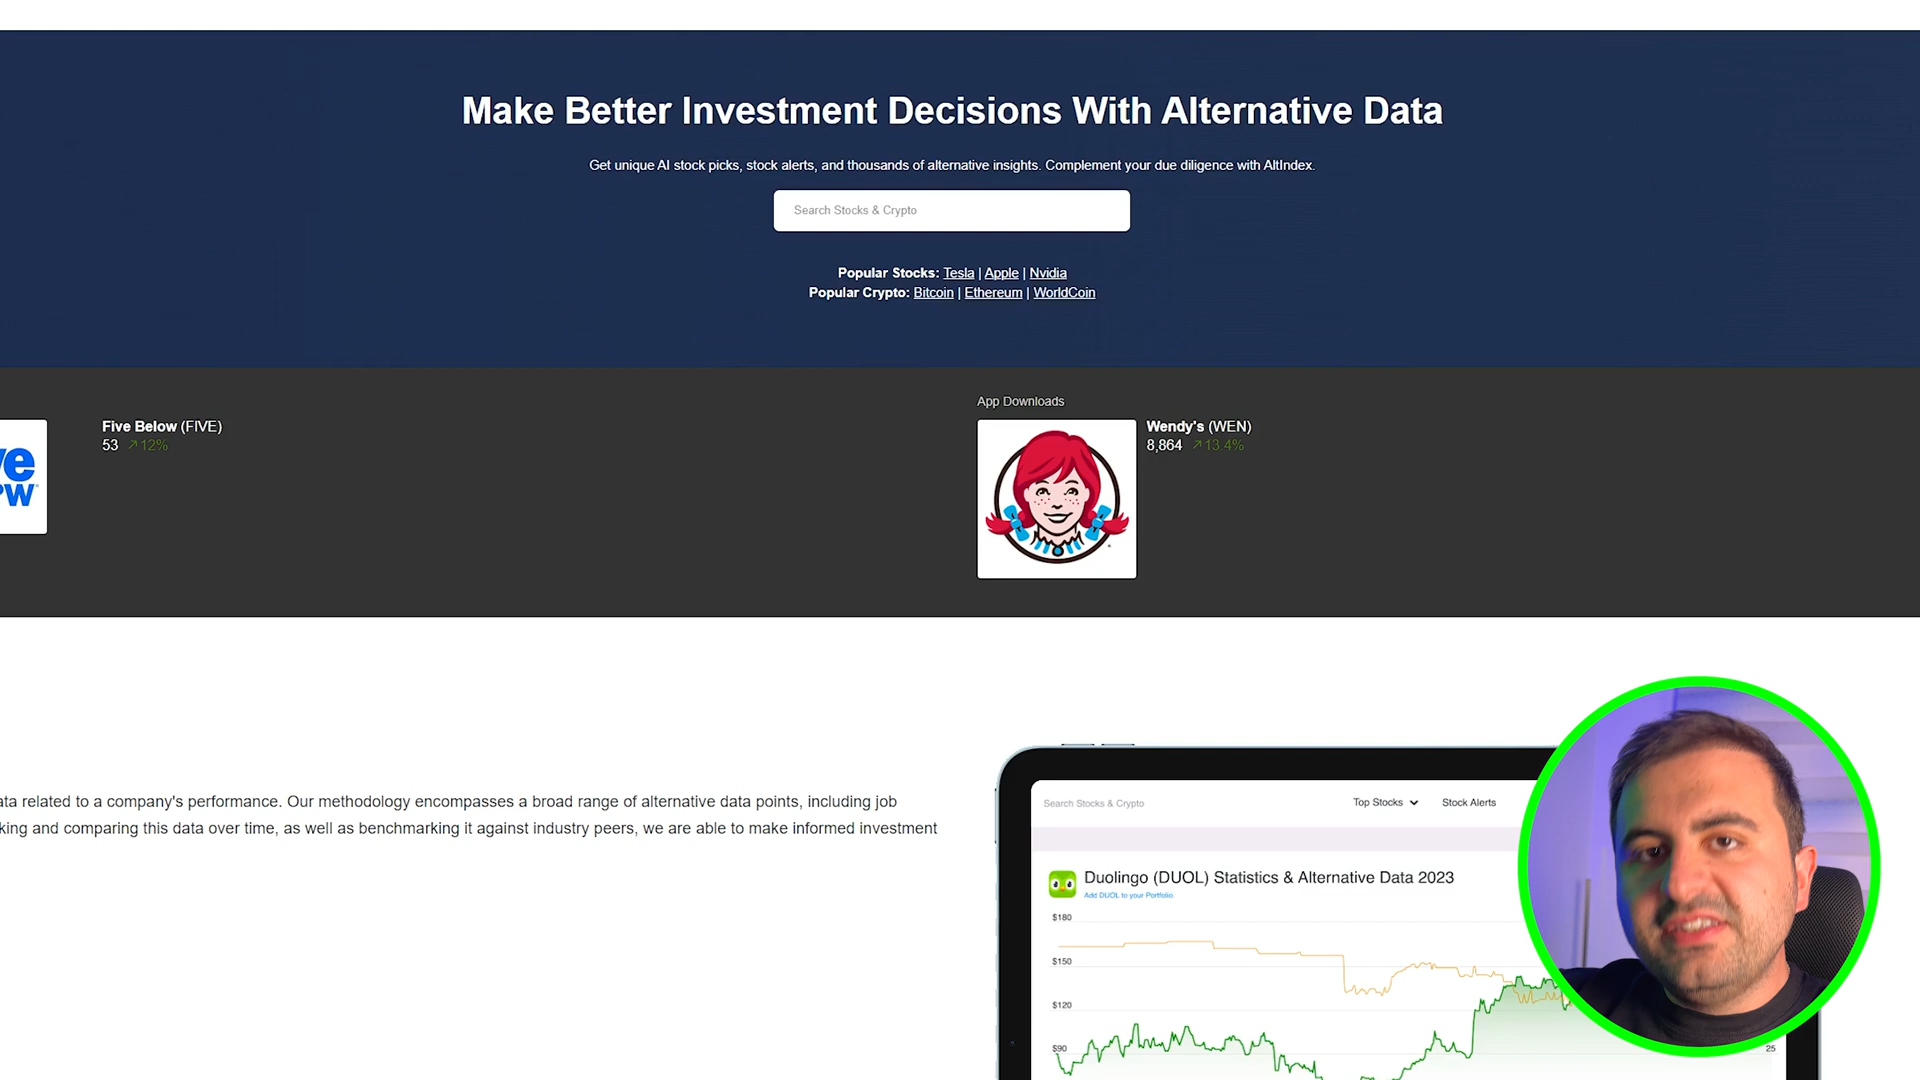 Make Better Investment Decisions With Alternative Data
Get unique AI stock picks, stock alerts, and thousands of alternative insights. Complement your due diligence with AltIndex.
Search Stocks & Crypto
Popular Stocks: Tesla | Apple | Nvidia
Popular Crypto: Bitcoin | Ethereum | WorldCoin
Five Below (FIVE)
53 ↗12%
App Downloads
Wendy's (WEN)
8,864 ↗13.4%
related to a company's performance. Our methodology encompasses a broad range of alternative data points, including job
and comparing this data over time, as well as benchmarking it against industry peers, we are able to make informed investment
Search Stocks & Crypto
Top Stocks
Stock Alerts
Duolingo (DUOL) Statistics & Alternative Data 2023
Add DUOL to your Portfolio
$180
$150
$120
$90
25